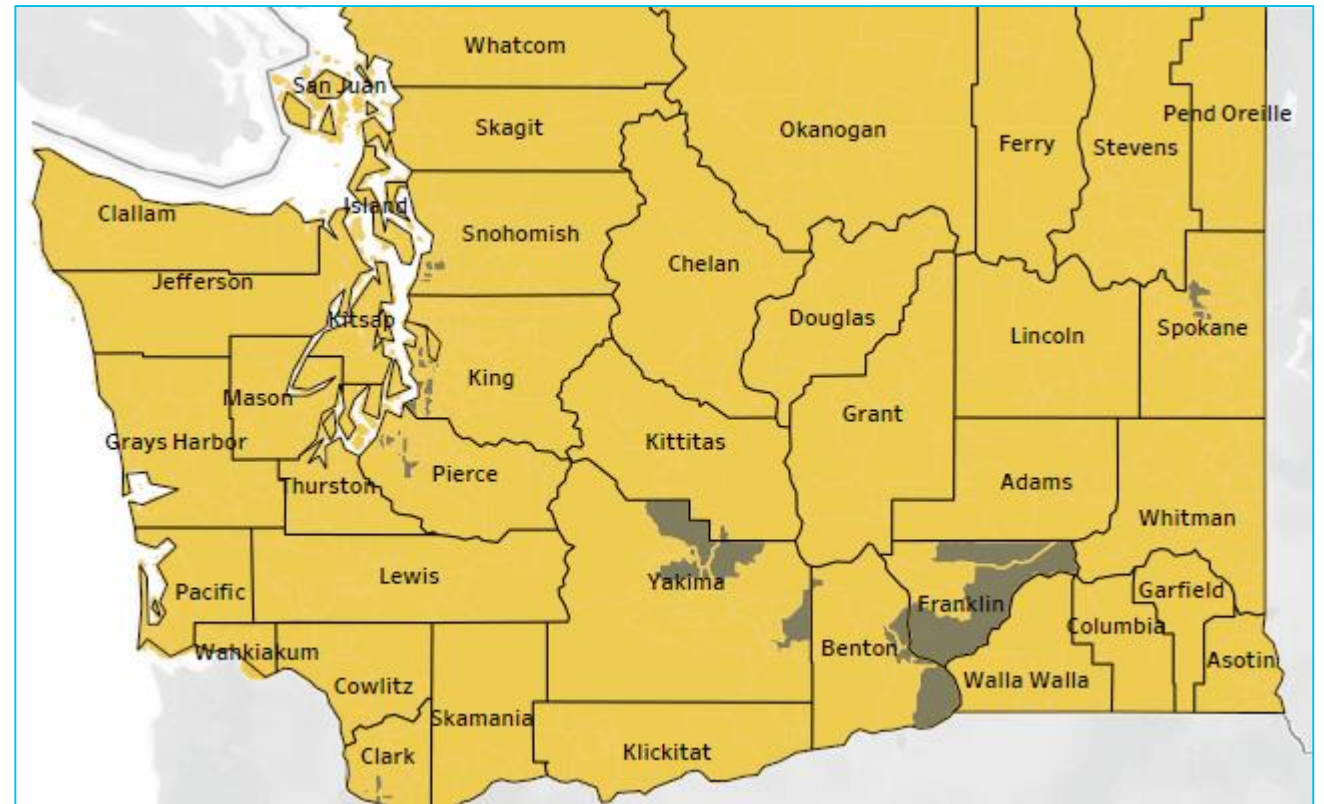 Whatcom
San Juan
Skagit
Okanogan
Ferry
Stevens
Pend Oreille
Clallam
Island
Snohomish
Chelan
Jefferson
Kitsap
Douglas
Lincoln
Spokane
King
Mason
Grant
Grays Harbor
Kittitas
Pierce
Thurston
Adams
Whitman
Lewis
Yakima
Pacific
Franklin
Garfield
Columbia
Wahkiakum
Benton
Asotin
Cowlitz
Walla Walla
Skamania
Clark
Klickitat